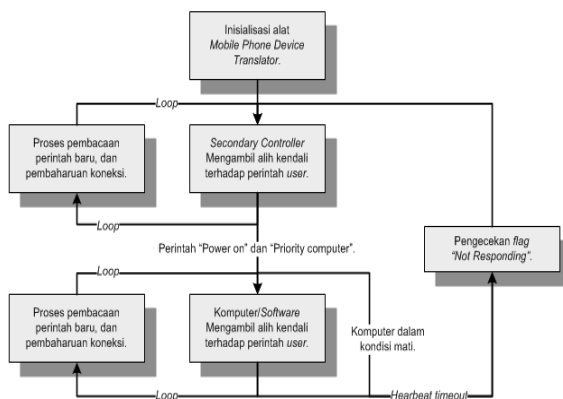 Inisialisasi alat
Mobile Phone Device
Translator.
Loop
Proses pembacaan
perintah baru, dan
pembaharuan koneksi.
Secondary Controller
Mengambil alih kendali
terhadap perintah user.
Loop
Perintah “Power on” dan “Priority computer”.
Pengecekan flag
“Not Responding”.
Loop
Proses pembacaan
perintah baru, dan
pembaharuan koneksi.
Komputer/Software
Mengambil alih kendali
terhadap perintah user.
Komputer dalam
kondisi mati.
Loop
Hearbeat timeout